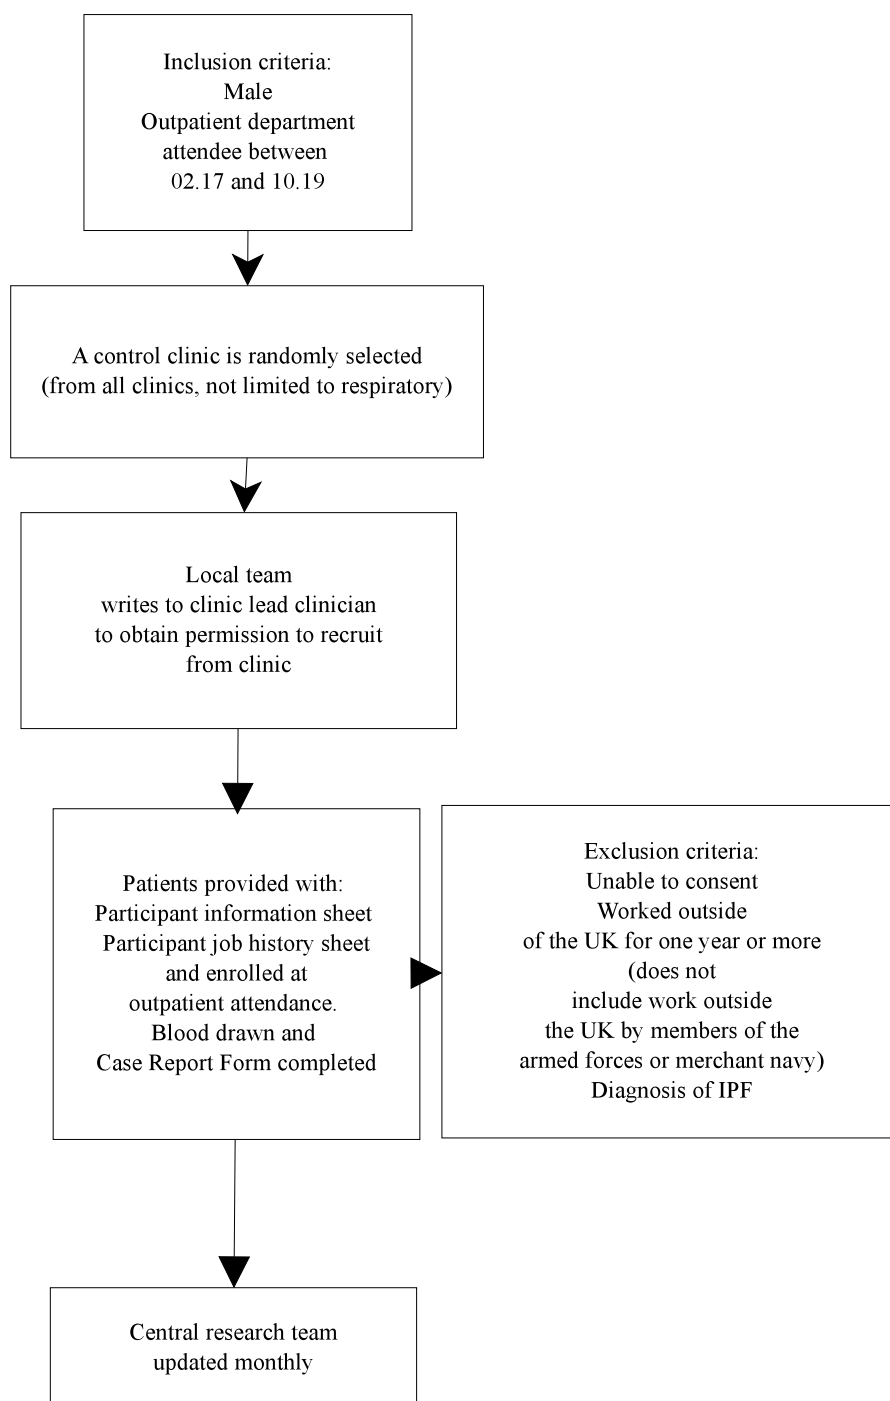 Inclusion criteria:
Male
Outpatient department
attendee between
02.17 and 10.19
A control clinic is randomly selected
(from all clinics, not limited to respiratory)
Local team
writes to clinic lead clinician
to obtain permission to recruit
from clinic
Patients provided with:
Participant information sheet
Participant job history sheet
and enrolled at
outpatient attendance.
Blood drawn and
Case Report Form completed
Exclusion criteria:
Unable to consent
Worked outside
of the UK for one year or more
(does not
include work outside
the UK by members of the
armed forces or merchant navy)
Diagnosis of IPF
Central research team
updated monthly